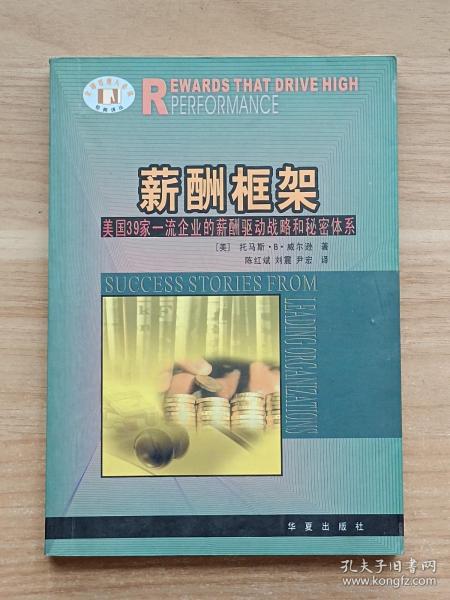 REWARDS THAT DRIVE HIGH
PERFORMANCE
薪酬框架
美国39家一流企业的薪酬驱动战略和秘密体系
[美] 托马斯·B·威尔逊 著
陈红斌 刘震 尹宏 译
SUCCESS STORIES FROM
LEADING ORGANIZATIONS
华夏出版社
孔夫子旧书网
www.kongfz.com